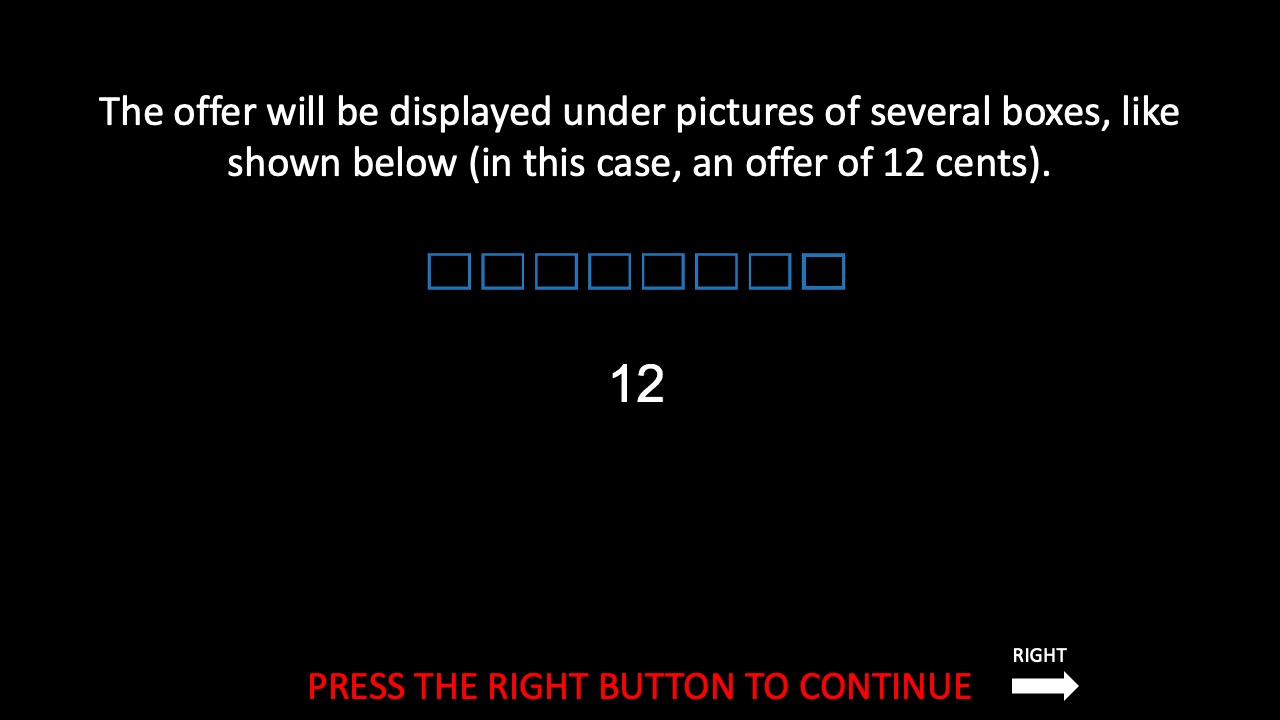 The offer will be displayed under pictures of several boxes, like
shown below (in this case, an offer of 12 cents).
12
RIGHT
PRESS THE RIGHT BUTTON TO CONTINUE